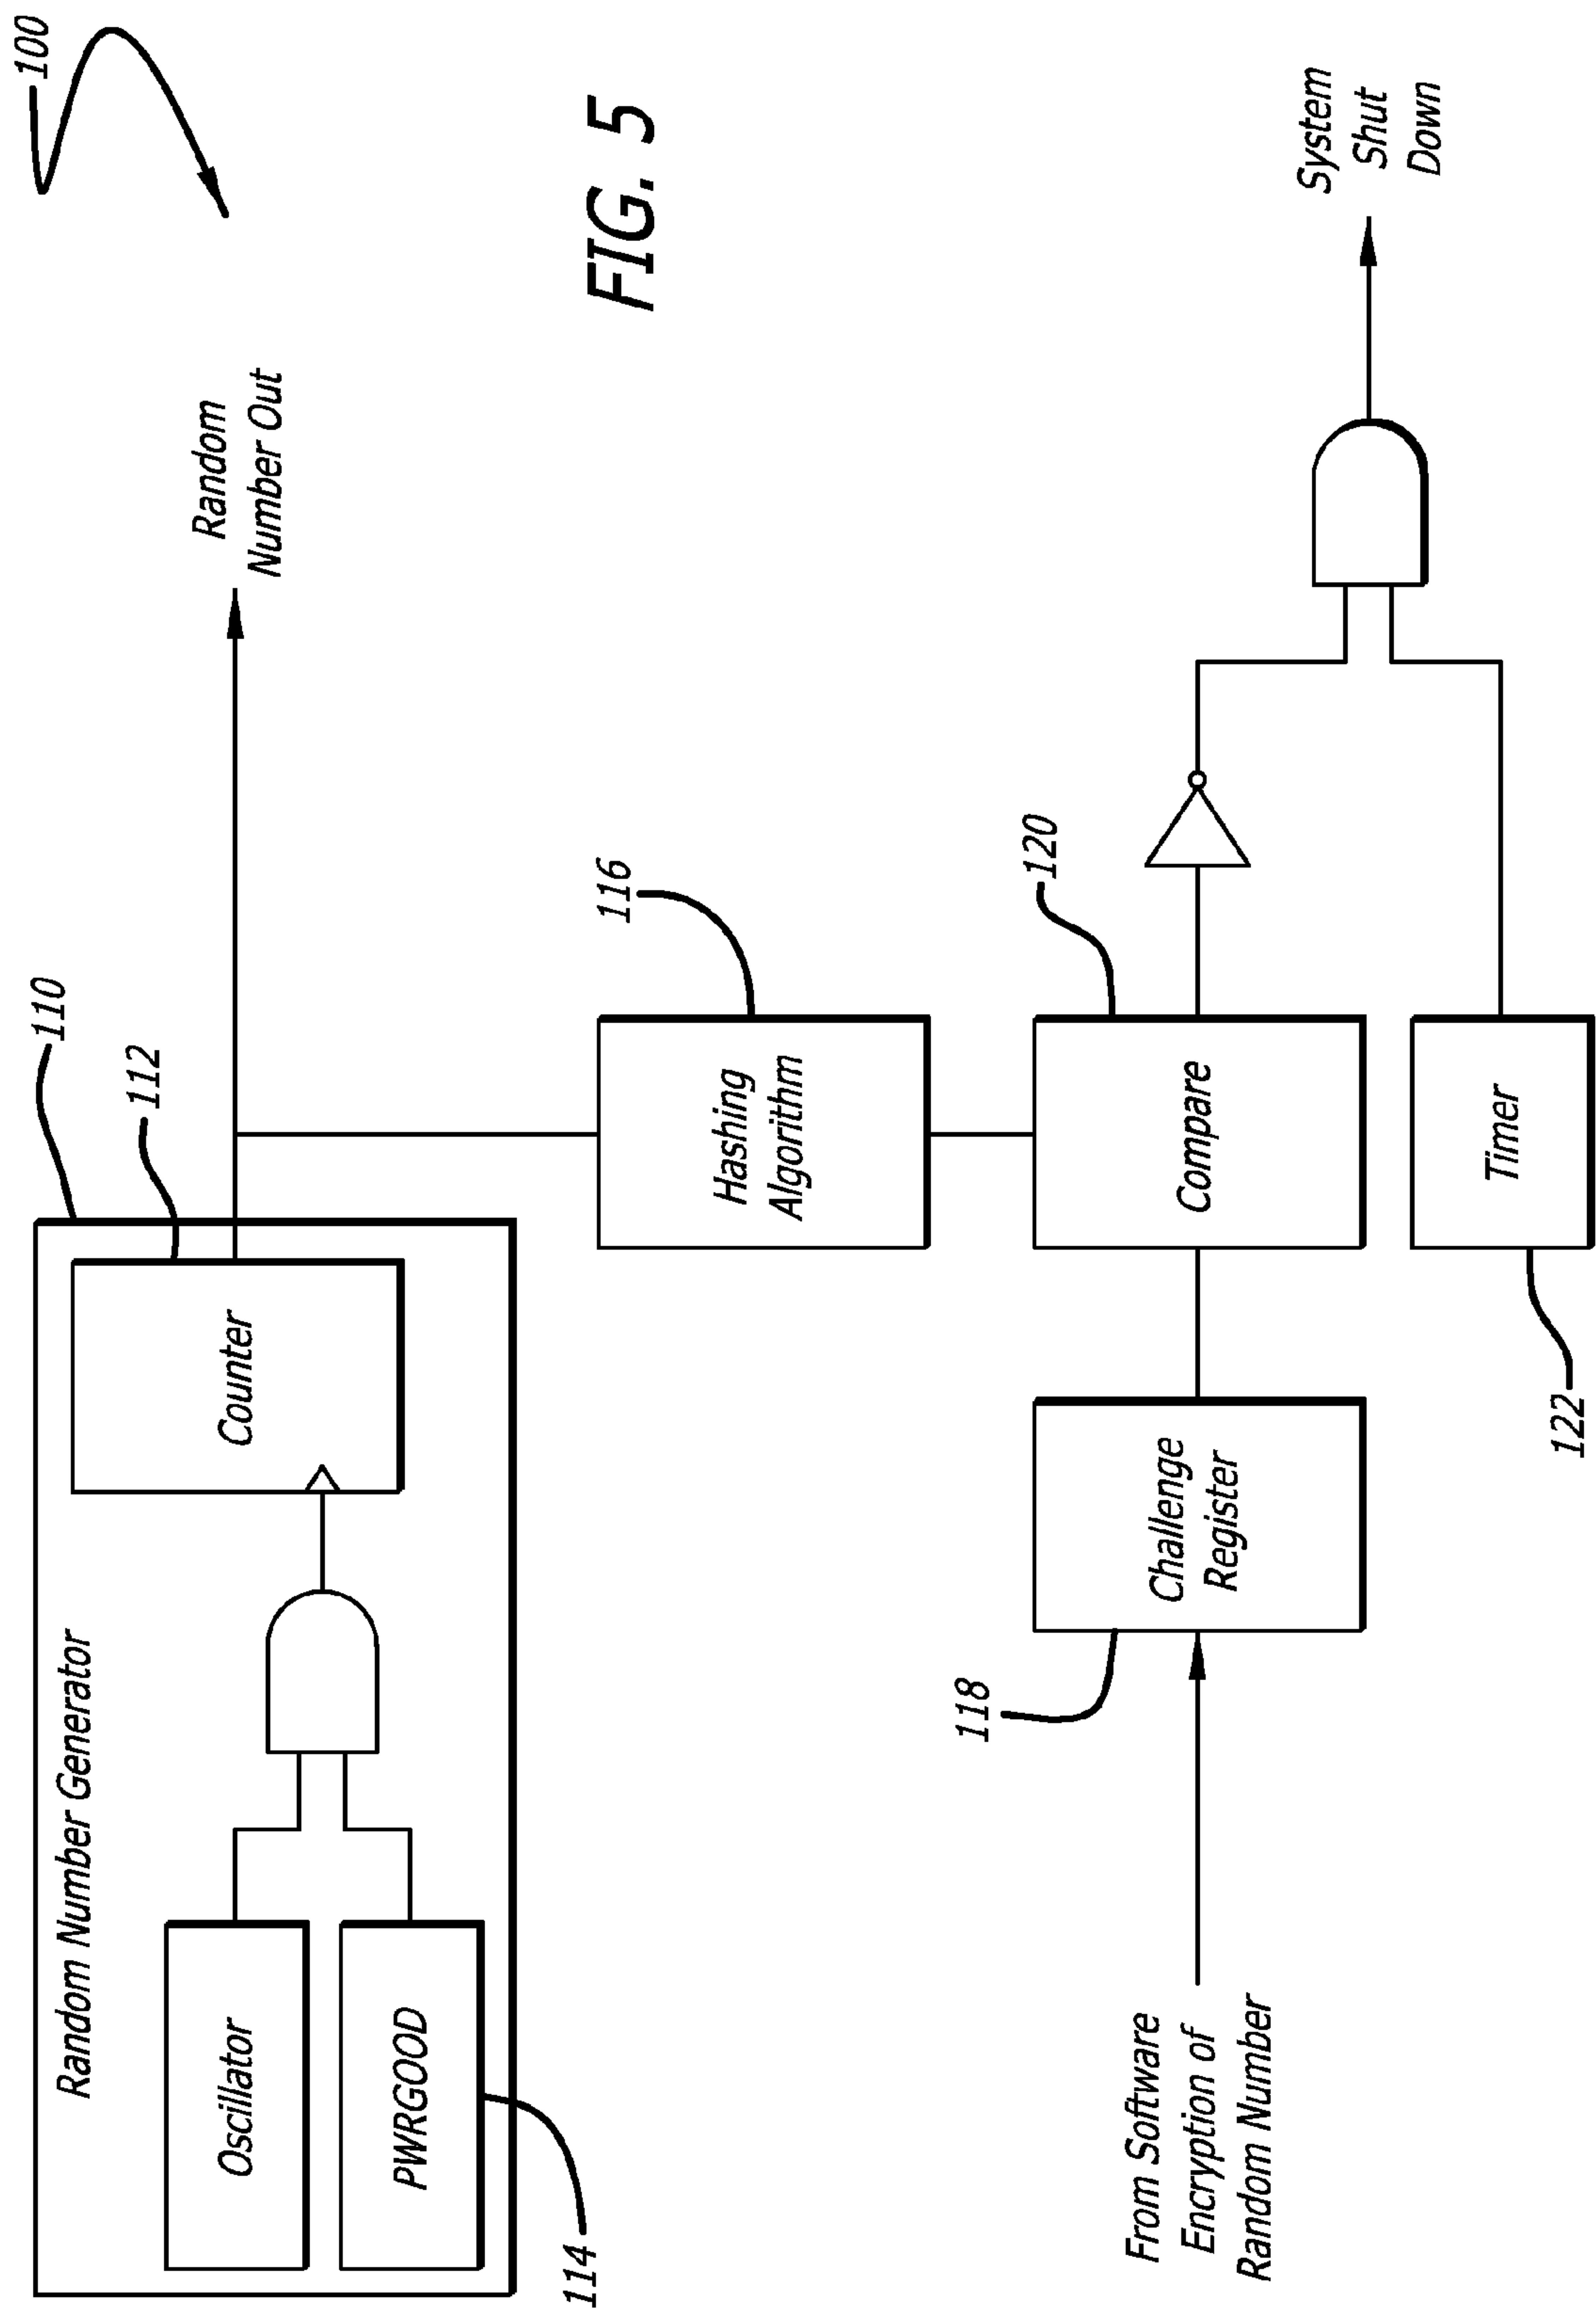 100
110
Random Number Generator
112
Oscillator
Counter
Random
Number Out
PWRGOOD
114
FIG. 5
116
Hashing
Algorithm
118
120
From Software
Encryption of
Random Number
Challenge
Register
Compare
System
Shut
Down
Timer
122